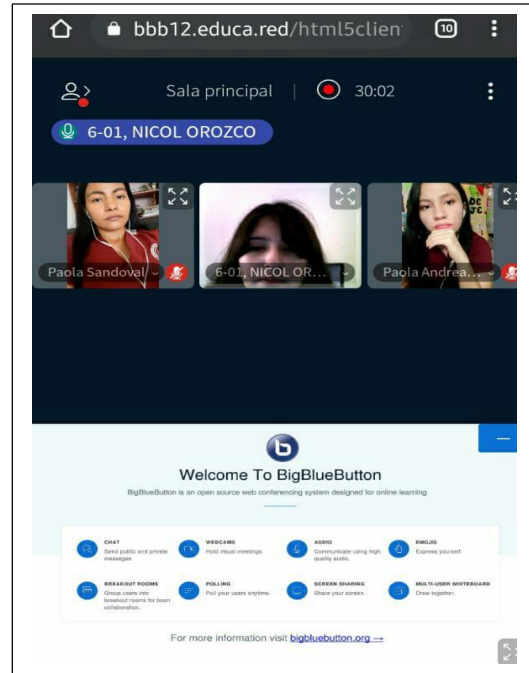 bbb12.educa.red/html5clien
10
Sala principal | 30:02
6-01, NICOL OROZCO
Paola Sandoval
6-01, NICOL OR...
Paola Andrea...
b
Welcome To BigBlueButton
BigBlueButton is an open source web conferencing system designed for online learning
CHAT
Send public and private
messages.
WEBCAMS
Hold visual meetings.
AUDIO
Communicate using high
quality audio.
EMOJIS
Express yourself.
BREAKOUT ROOMS
Group users into
breakout rooms for team
collaboration.
POLLING
Poll your users anytime.
SCREEN SHARING
Share your screen.
MULTI-USER WHITEBOARD
Draw together.
For more information visit bigbluebutton.org →